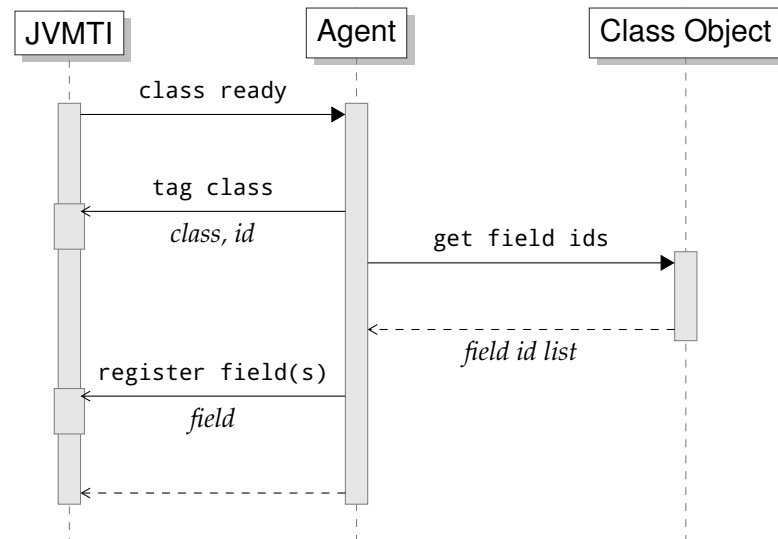 JVMTI
Agent
Class Object
class ready
tag class
class, id
get field ids
field id list
register field(s)
field